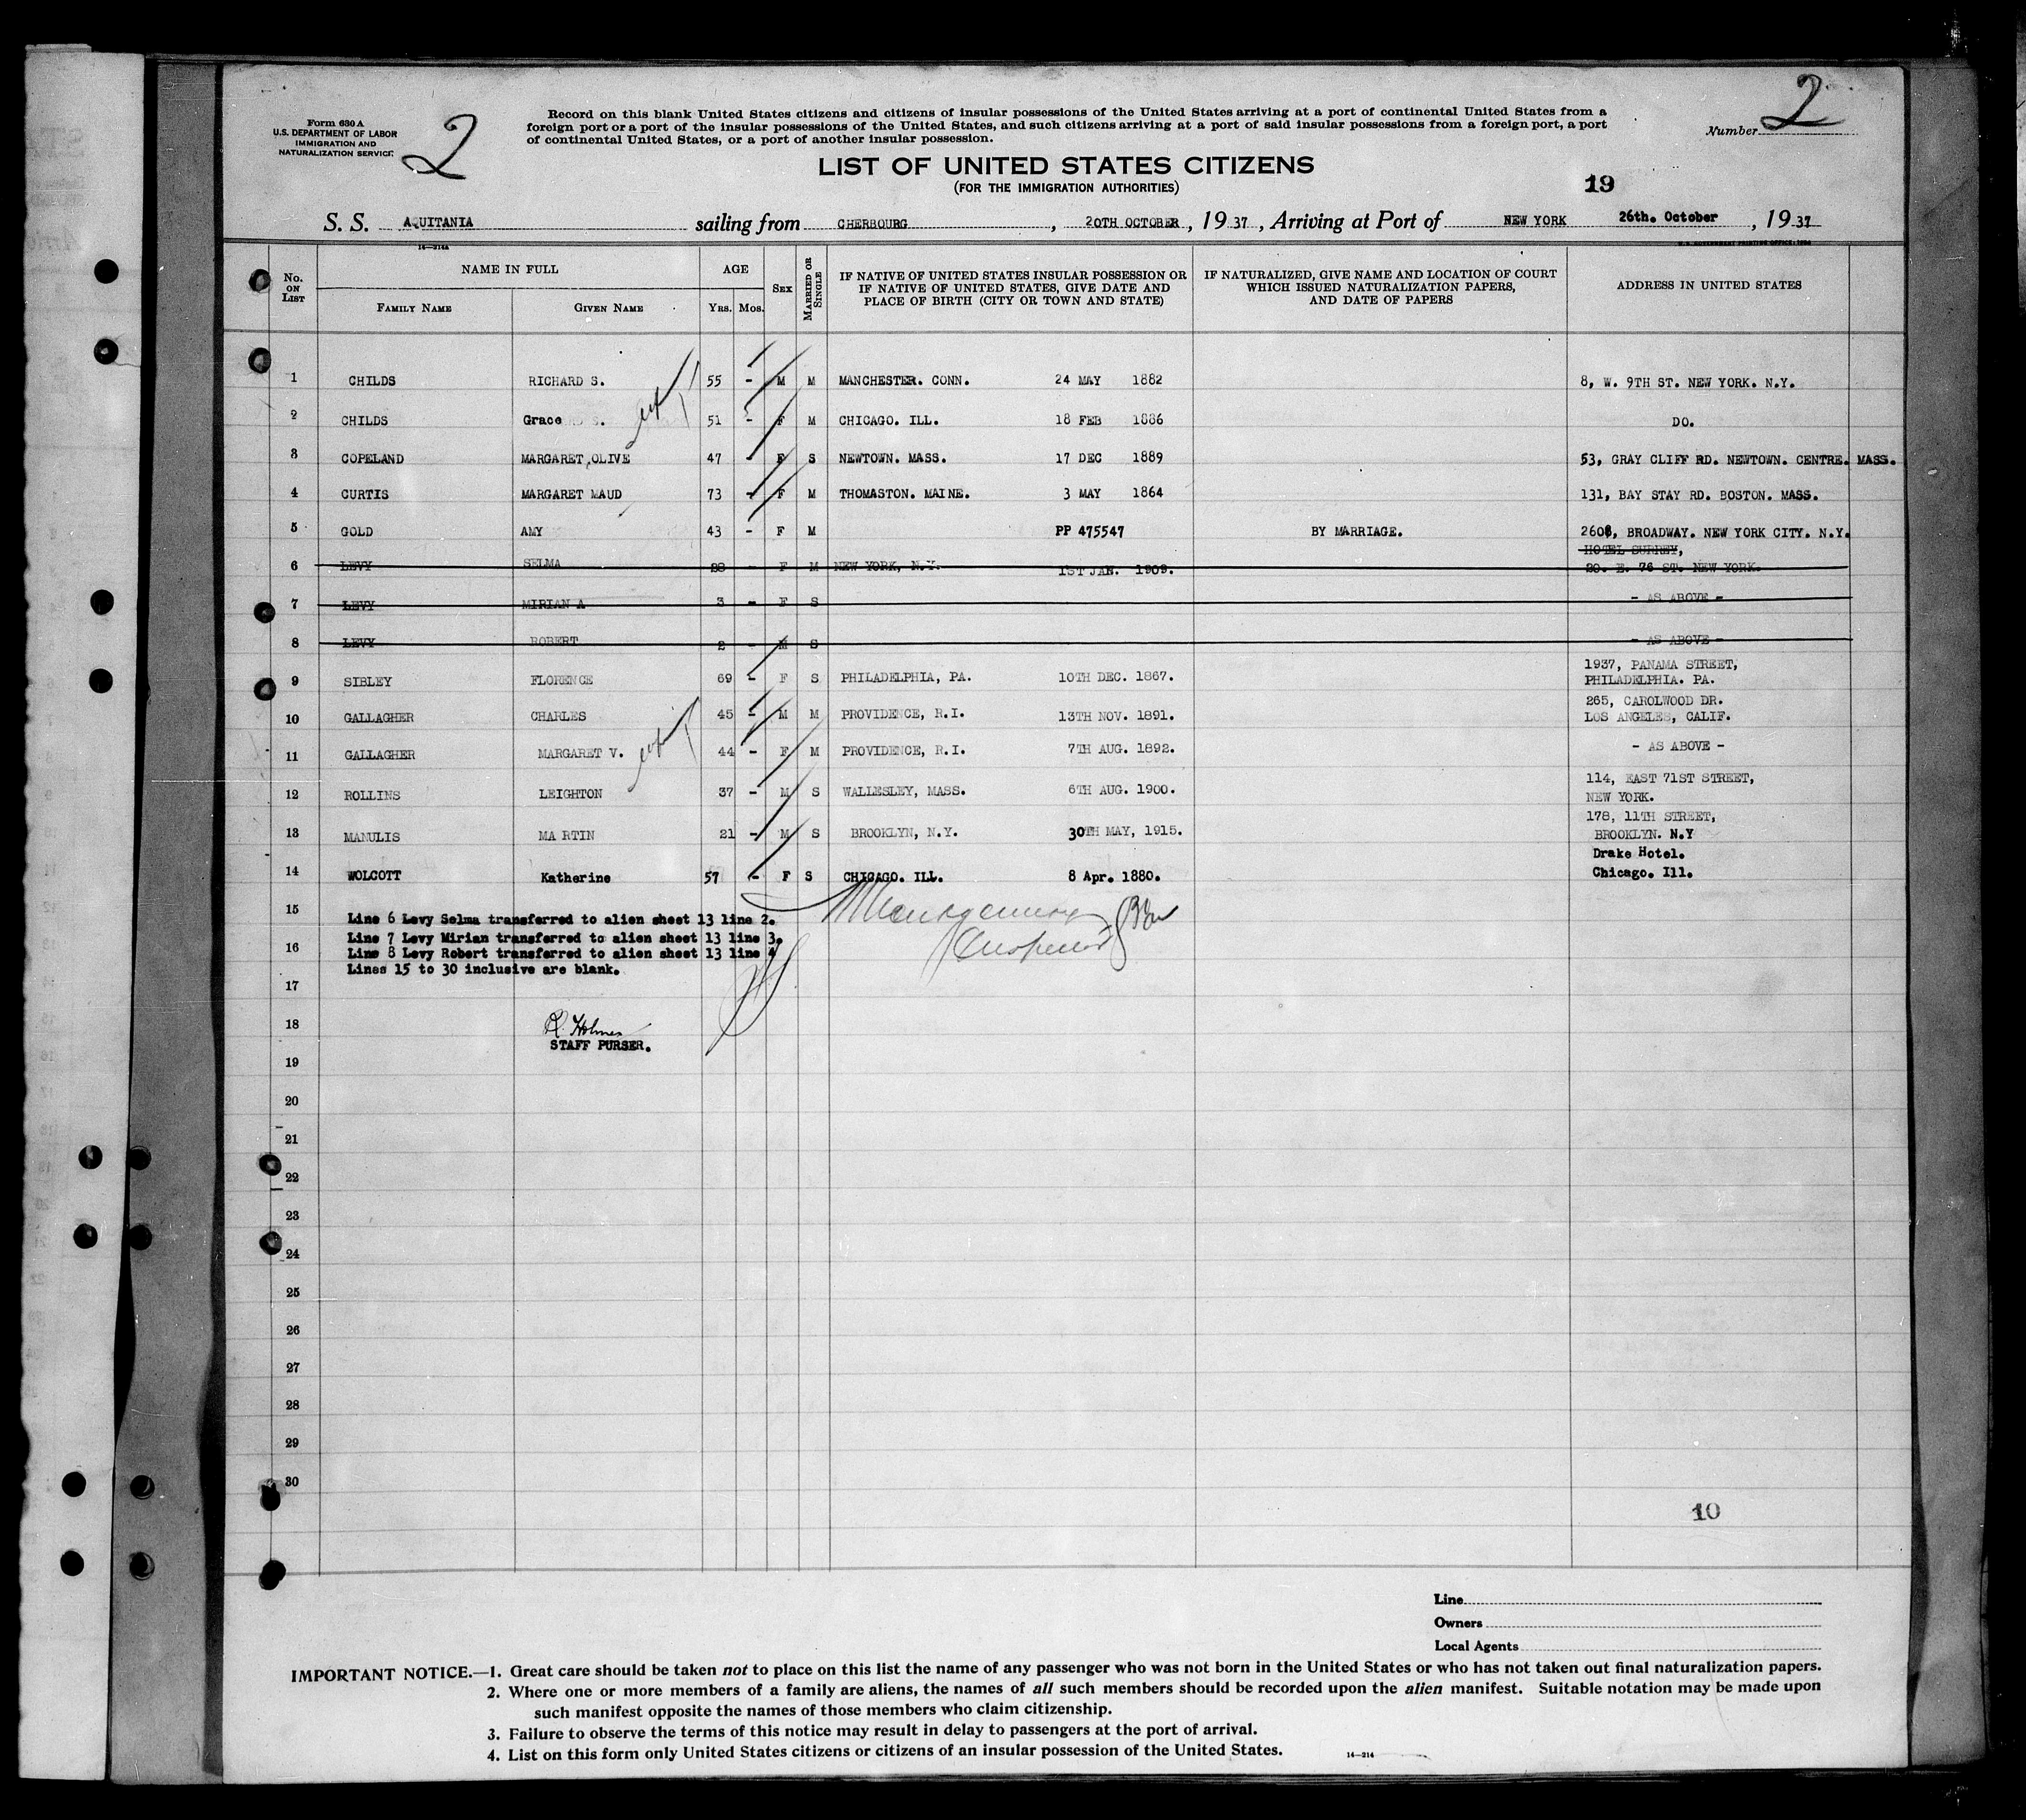 Form 630 A
U.S. DEPARTMENT OF LABOR
IMMIGRATION AND
NATURALIZATION SERVICE
2
Record on this blank United States citizens and citizens of insular possessions of the United States arriving at a port of continental United States from a
foreign port or a port of the insular possessions of the United States, and such citizens arriving at a port of said insular possessions from a foreign port, a port
of continental United States, or a port of another insular possession.
Number 2
LIST OF UNITED STATES CITIZENS
(FOR THE IMMIGRATION AUTHORITIES)
19
S. S. AQUITANIA sailing from CHERBOURG, 20TH OCTOBER, 1937, Arriving at Port of NEW YORK 26th. October, 1937
14—214A U.S. GOVERNMENT PRINTING OFFICE: 1934
No. ON LIST NAME IN FULL FAMILY NAME GIVEN NAME AGE YRS. MOS. SEX MARRIED OR SINGLE IF NATIVE OF UNITED STATES INSULAR POSSESSION OR IF NATIVE OF UNITED STATES, GIVE DATE AND PLACE OF BIRTH (CITY OR TOWN AND STATE) IF NATURALIZED, GIVE NAME AND LOCATION OF COURT WHICH ISSUED NATURALIZATION PAPERS, AND DATE OF PAPERS ADDRESS IN UNITED STATES
1 CHILDS RICHARD S. 55 - M M MANCHESTER. CONN. 24 MAY 1882 8, W. 9TH ST. NEW YORK. N.Y.
2 CHILDS Grace S. 51 - F M CHICAGO. ILL. 18 FEB 1886 DO.
3 COPELAND MARGARET,OLIVE 47 - F S NEWTOWN. MASS. 17 DEC 1889 53, GRAY CLIFF RD. NEWTOWN. CENTRE. MASS.
4 CURTIS MARGARET MAUD 73 - F M THOMASTON. MAINE. 3 MAY 1864 131, BAY STAY RD. BOSTON. MASS.
5 GOLD AMY 43 - F M PP 475547 BY MARRIAGE. BROADWAY. NEW YORK CITY. N.Y.
HOTEL SURREY,
6 LEVY SELMA 28 - F M NEW YORK, N.Y. 1ST JAN. 1909. 20. E. 76 ST. NEW YORK.
7 LEVY MIRIAN A 3 - F S - AS ABOVE -
8 LEVY ROBERT 2 - M S - AS ABOVE -
1937, PANAMA STREET,
9 SIBLEY FLORENCE 69 - F S PHILADELPHIA, PA. 10TH DEC. 1867. PHILADELPHIA. PA.
265, CAROLWOOD DR.
10 GALLAGHER CHARLES 45 - M M PROVIDENCE, R.I. 13TH NOV. 1891. LOS ANGELES, CALIF.
11 GALLAGHER MARGARET V. 44 - F M PROVIDENCE, R.I. 7TH AUG. 1892. - AS ABOVE -
114, EAST 71ST STREET,
12 ROLLINS LEIGHTON 37 - M S WALLESLEY, MASS. 6TH AUG. 1900. NEW YORK.
178, 11TH STREET,
13 MANULIS MARTIN 21 - M S BROOKLYN, N.Y. 30TH MAY, 1915. BROOKLYN. N.Y
Drake Hotel.
14 WOLCOTT Katherine 57 - F S CHICAGO. ILL. 8 Apr. 1880. Chicago. Ill.
15 Line 6 Levy Selma transferred to alien sheet 13 line 2.
Line 7 Levy Mirian transferred to alien sheet 13 line 3.
16 Line 8 Levy Robert transferred to alien sheet 13 line 4
Lines 15 to 30 inclusive are blank.
17
18 R. Holmes
STAFF PURSER.
19
20
21
22
23
24
25
26
27
28
29
30
10
Line
Owners
Local Agents
IMPORTANT NOTICE.—1. Great care should be taken not to place on this list the name of any passenger who was not born in the United States or who has not taken out final naturalization papers.
2. Where one or more members of a family are aliens, the names of all such members should be recorded upon the alien manifest. Suitable notation may be made upon
such manifest opposite the names of those members who claim citizenship.
3. Failure to observe the terms of this notice may result in delay to passengers at the port of arrival.
4. List on this form only United States citizens or citizens of an insular possession of the United States.
14—214